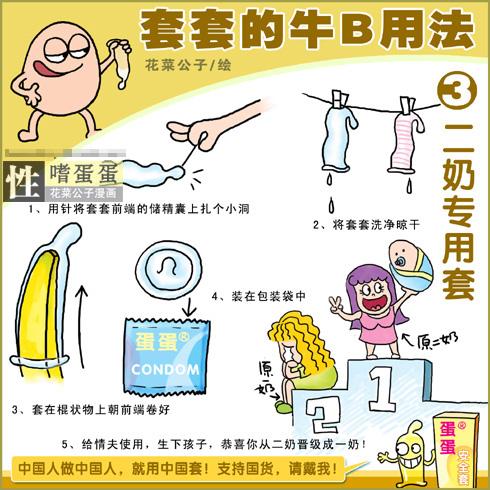 套套的牛B用法
花菜公子/绘
③二奶专用套
性 嗜蛋蛋
花菜公子漫画
1、用针将套套前端的储精囊上扎个小洞
2、将套套洗净晾干
3、套在棍状物上朝前端卷好
4、装在包装袋中
蛋蛋®
CONDOM
原一奶
原二奶
1
2
5、给情夫使用，生下孩子，恭喜你从二奶晋级成一奶！
中国人做中国人，就用中国套！支持国货，请戴我！
蛋蛋®
安全套